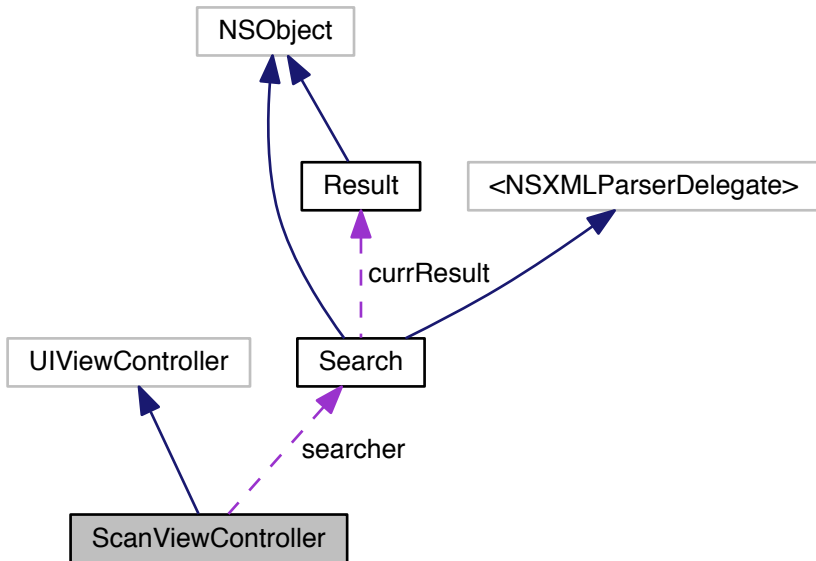 NSObject
Result
<NSXMLParserDelegate>
currResult
UIViewController
Search
searcher
ScanViewController